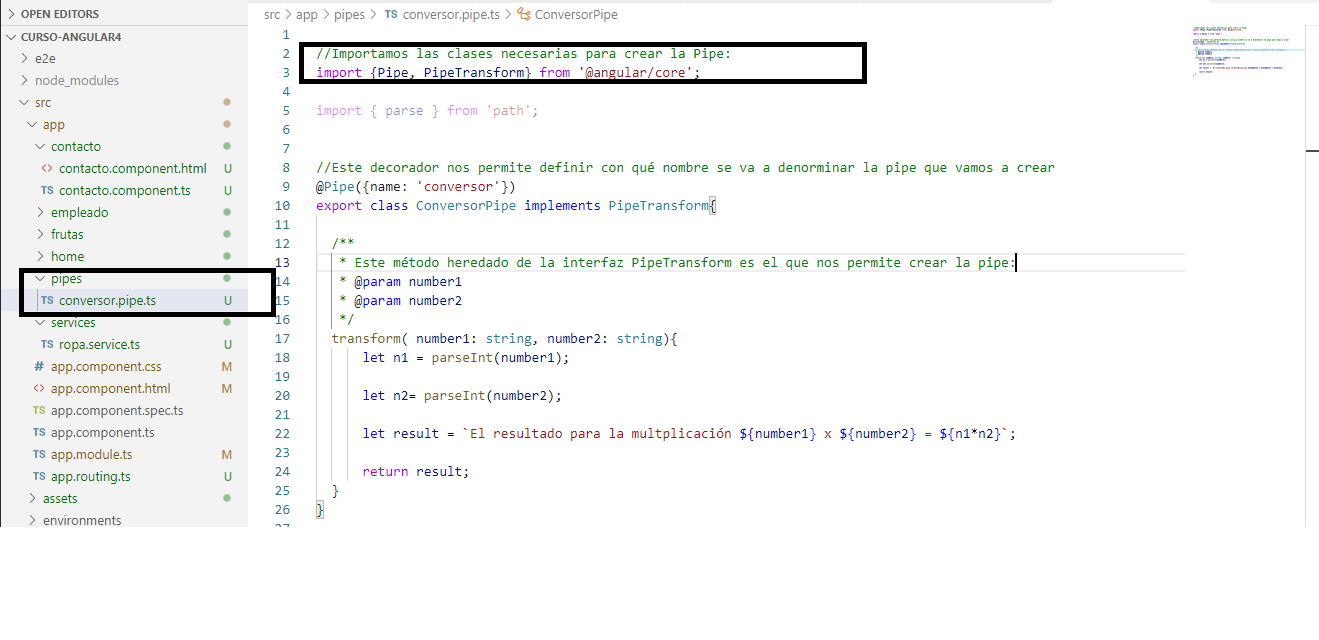 OPEN EDITORS
CURSO-ANGULAR4
e2e
node_modules
src
app
contacto
<> contacto.component.html U
TS contacto.component.ts U
empleado
frutas
home
pipes
TS conversor.pipe.ts U
services
TS ropa.service.ts U
# app.component.css M
<> app.component.html M
TS app.component.spec.ts
TS app.component.ts
TS app.module.ts M
TS app.routing.ts U
assets
environments
src > app > pipes > TS conversor.pipe.ts > ConversorPipe
1
2 //Importamos las clases necesarias para crear la Pipe:
3 import {Pipe, PipeTransform} from '@angular/core';
4
5 import { parse } from 'path';
6
7
8 //Este decorador nos permite definir con qué nombre se va a denorminar la pipe que vamos a crear
9 @Pipe({name: 'conversor'})
10 export class ConversorPipe implements PipeTransform{
11
12 /**
13 * Este método heredado de la interfaz PipeTransform es el que nos permite crear la pipe:
14 * @param number1
15 * @param number2
16 */
17 transform( number1: string, number2: string){
18 let n1 = parseInt(number1);
19
20 let n2= parseInt(number2);
21
22 let result = `El resultado para la multplicación ${number1} x ${number2} = ${n1*n2}`;
23
24 return result;
25 }
26 }
27